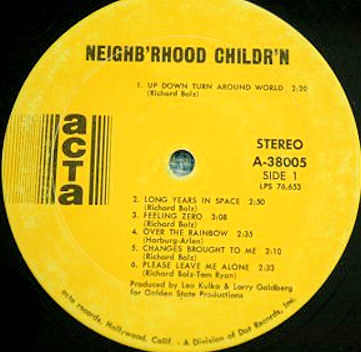 NEIGHB'RHOOD CHILDR'N
1. UP DOWN TURN AROUND WORLD 2:20
(Richard Bolz)
acta
STEREO
A-38005
SIDE 1
LPS 76,653
2. LONG YEARS IN SPACE 2:50
(Richard Bolz)
3. FEELING ZERO 3:08
(Richard Bolz)
4. OVER THE RAINBOW 2:35
(Harburg-Arlen)
5. CHANGES BROUGHT TO ME 2:10
(Richard Bolz)
6. PLEASE LEAVE ME ALONE 2:33
(Richard Bolz-Tom Ryan)
Produced by Leo Kulka & Larry Goldberg
for Golden State Productions
acta records, Hollywood, Calif. - A Division of Dot Records, Inc.